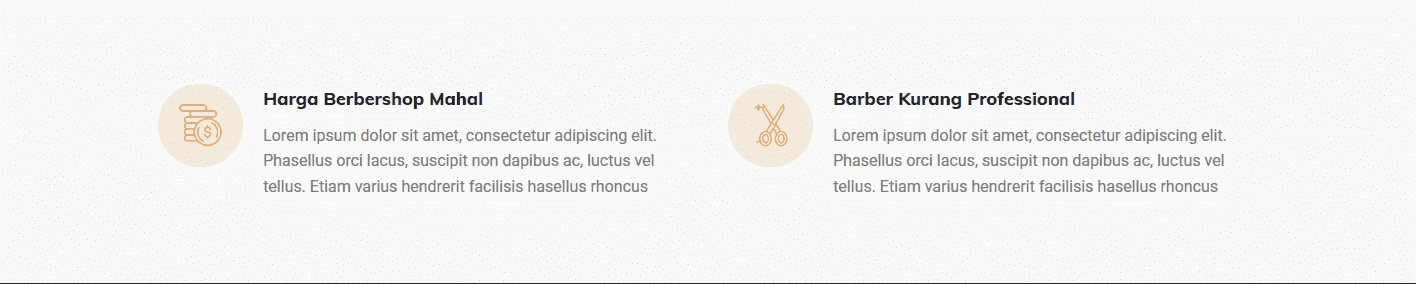 Harga Berbershop Mahal
Lorem ipsum dolor sit amet, consectetur adipiscing elit.
Phasellus orci lacus, suscipit non dapibus ac, luctus vel
tellus. Etiam varius hendrerit facilisis hasellus rhoncus
Barber Kurang Professional
Lorem ipsum dolor sit amet, consectetur adipiscing elit.
Phasellus orci lacus, suscipit non dapibus ac, luctus vel
tellus. Etiam varius hendrerit facilisis hasellus rhoncus